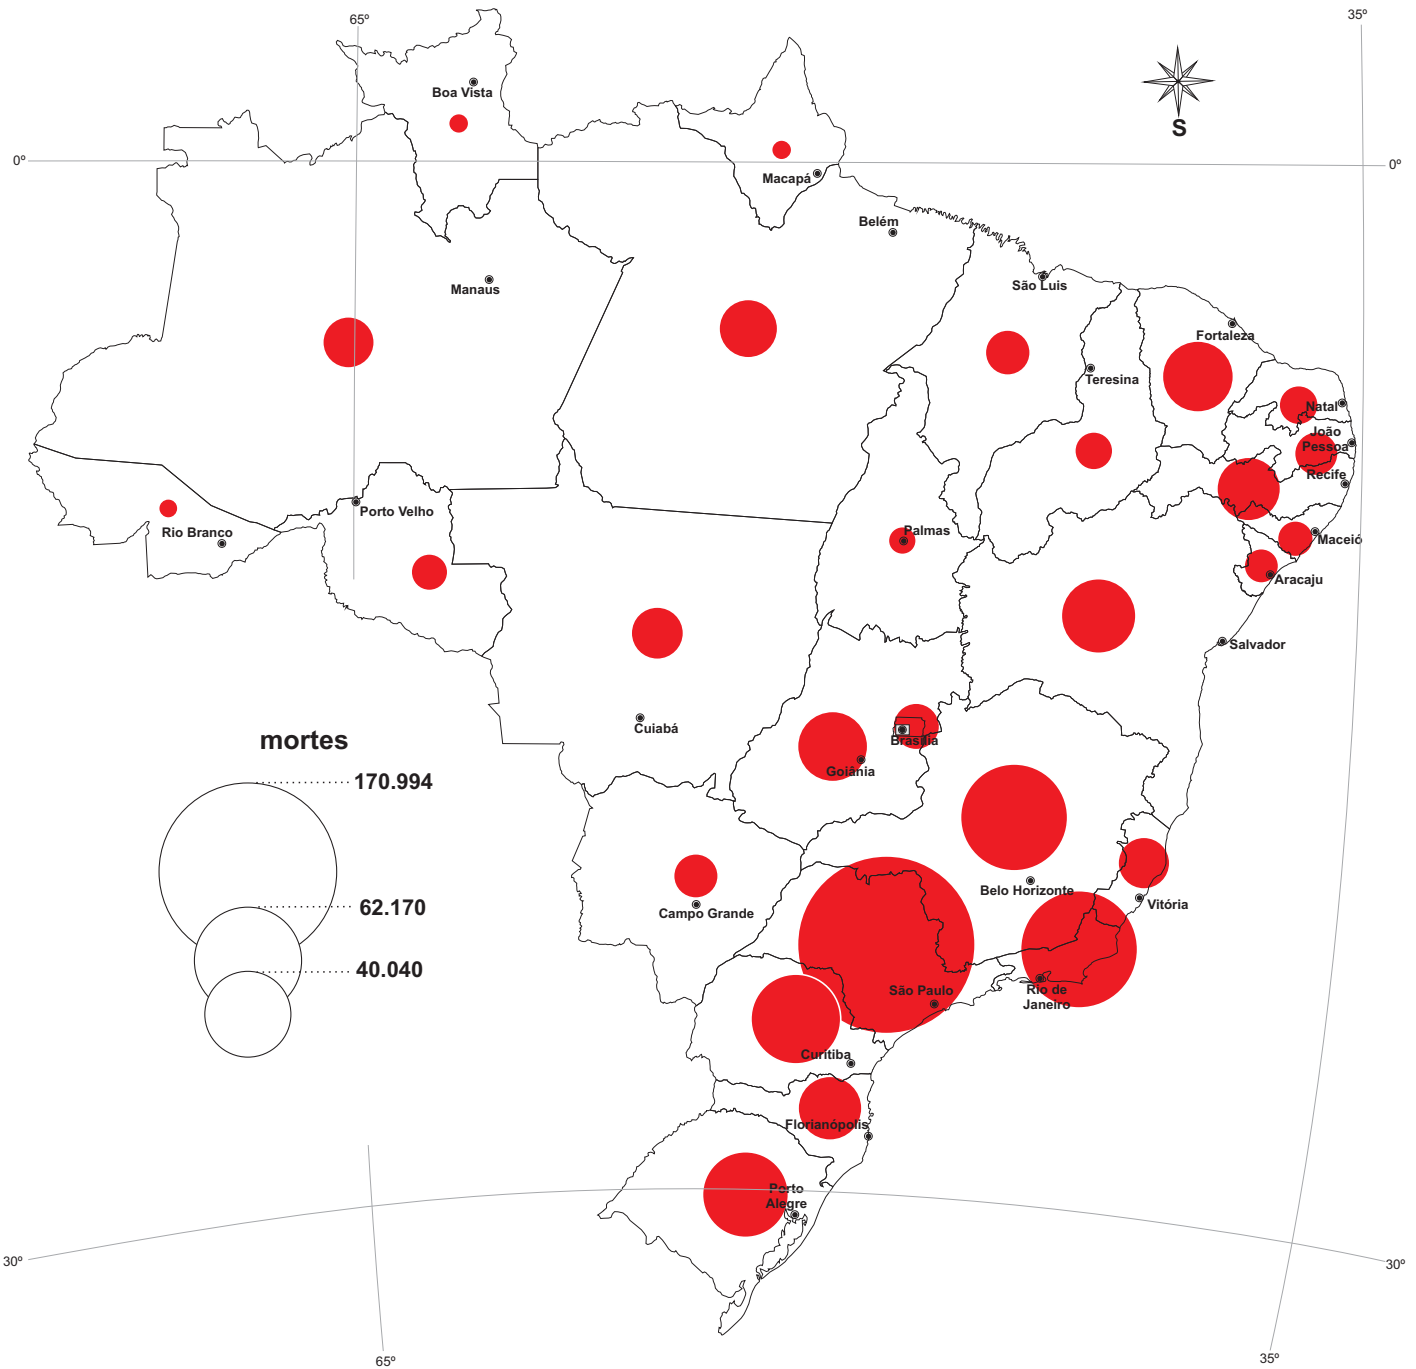 65º
35º
Boa Vista
S
0º
0º
Macapá
Belém
Manaus
São Luis
Fortaleza
Teresina
Natal
João
Pessoa
Recife
Porto Velho
Rio Branco
Palmas
Maceió
Aracaju
Salvador
Cuiabá
Brasília
Goiânia
mortes
170.994
62.170
40.040
Belo Horizonte
Campo Grande
Vitória
São Paulo
Rio de
Janeiro
Curitiba
Florianópolis
Porto
Alegre
30º
30º
65º
35º